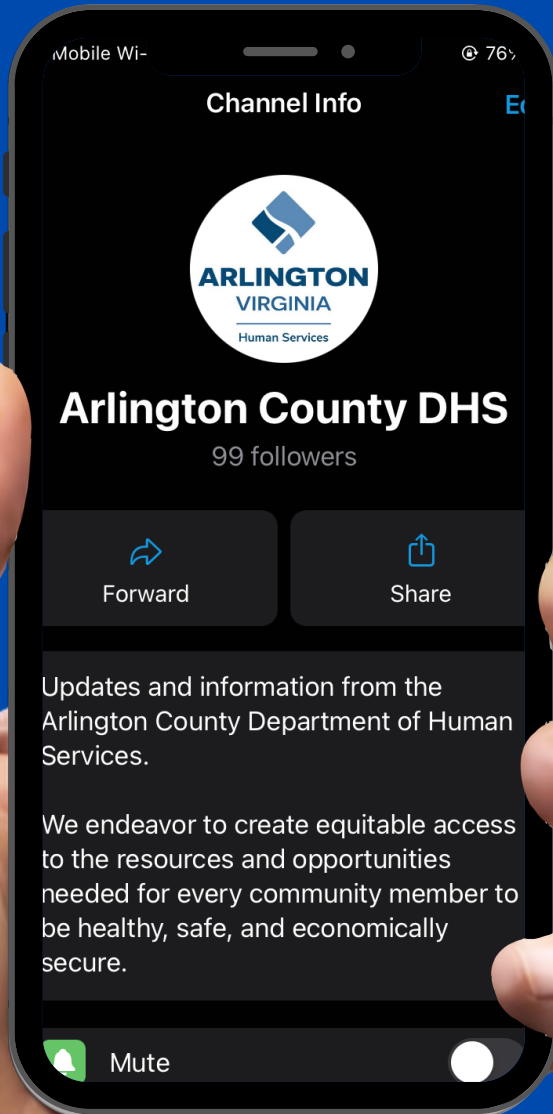 Mobile Wi-
76%
Channel Info
Ed
ARLINGTON
VIRGINIA
Human Services
Arlington County DHS
99 followers
Forward
Share
Updates and information from the
Arlington County Department of Human
Services.
We endeavor to create equitable access
to the resources and opportunities
needed for every community member to
be healthy, safe, and economically
secure.
Mute